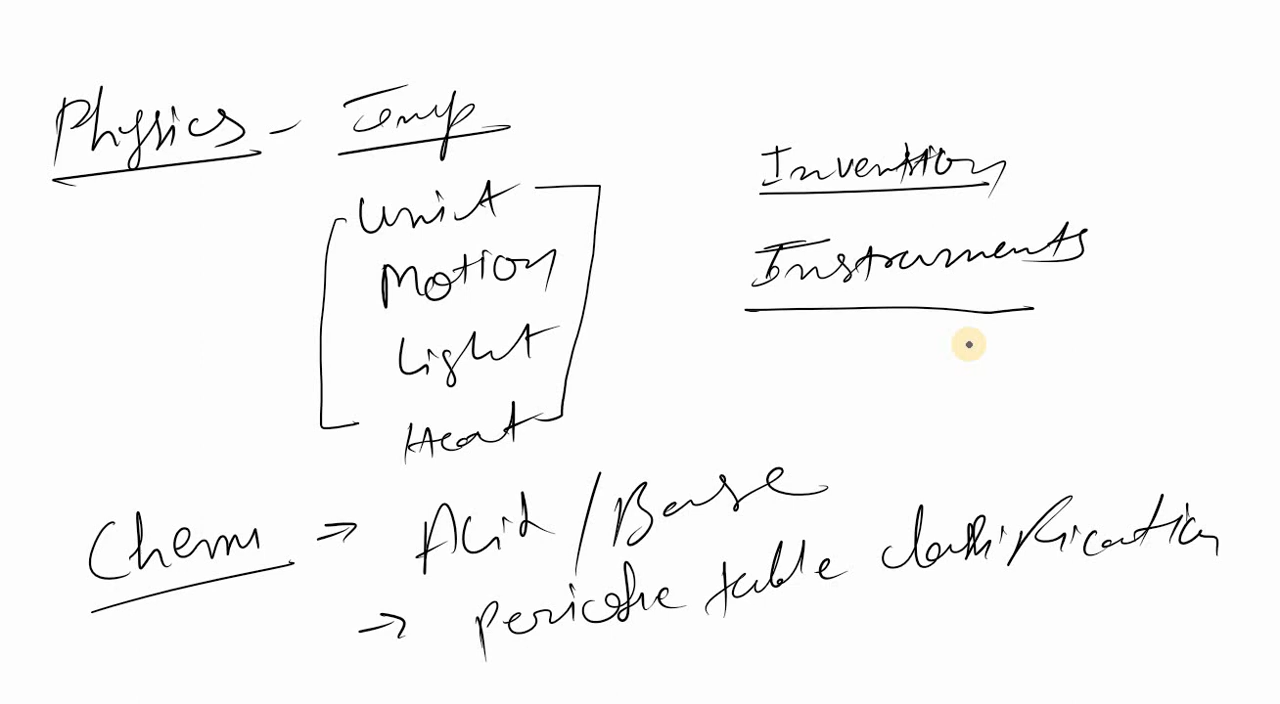 Physics - Temp
Unit
Motion
Light
Heat
Invention
Instruments
Chem → Acid / Base
→ periodic table classification